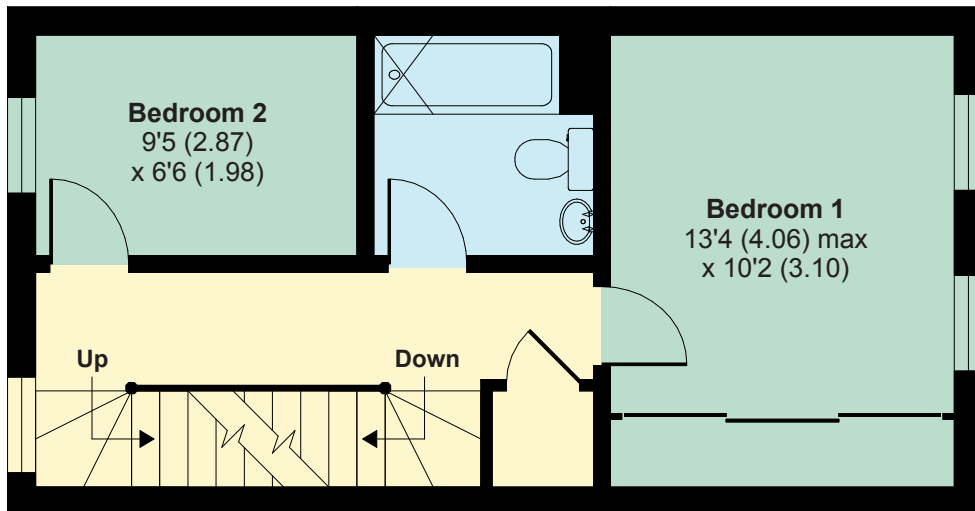 Bedroom 2
9'5 (2.87)
x 6'6 (1.98)
Bedroom 1
13'4 (4.06) max
x 10'2 (3.10)
Up
Down